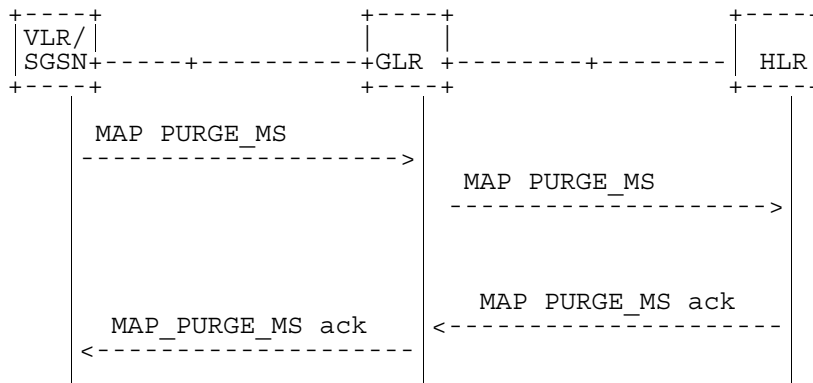 VLR/
SGSN GLR HLR
MAP PURGE_MS
MAP PURGE_MS
MAP PURGE_MS ack
MAP_PURGE_MS ack